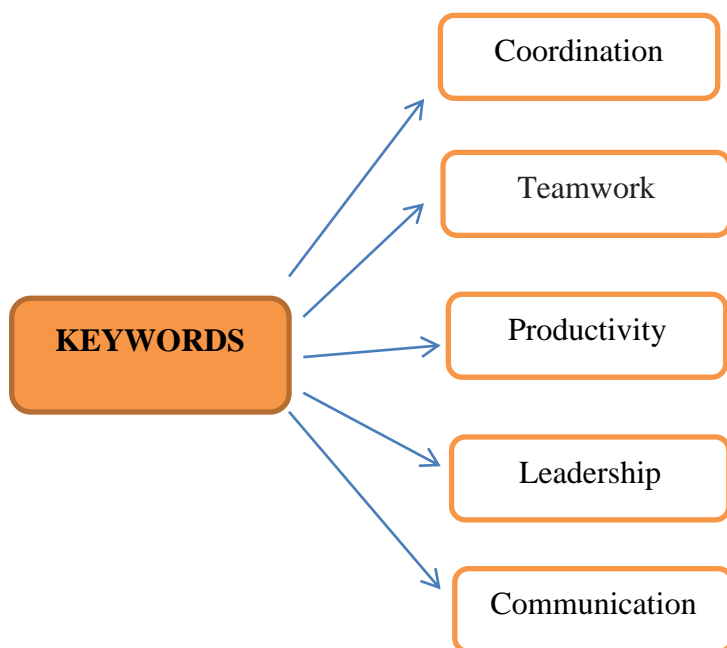 Coordination
Teamwork
KEYWORDS
Productivity
Leadership
Communication